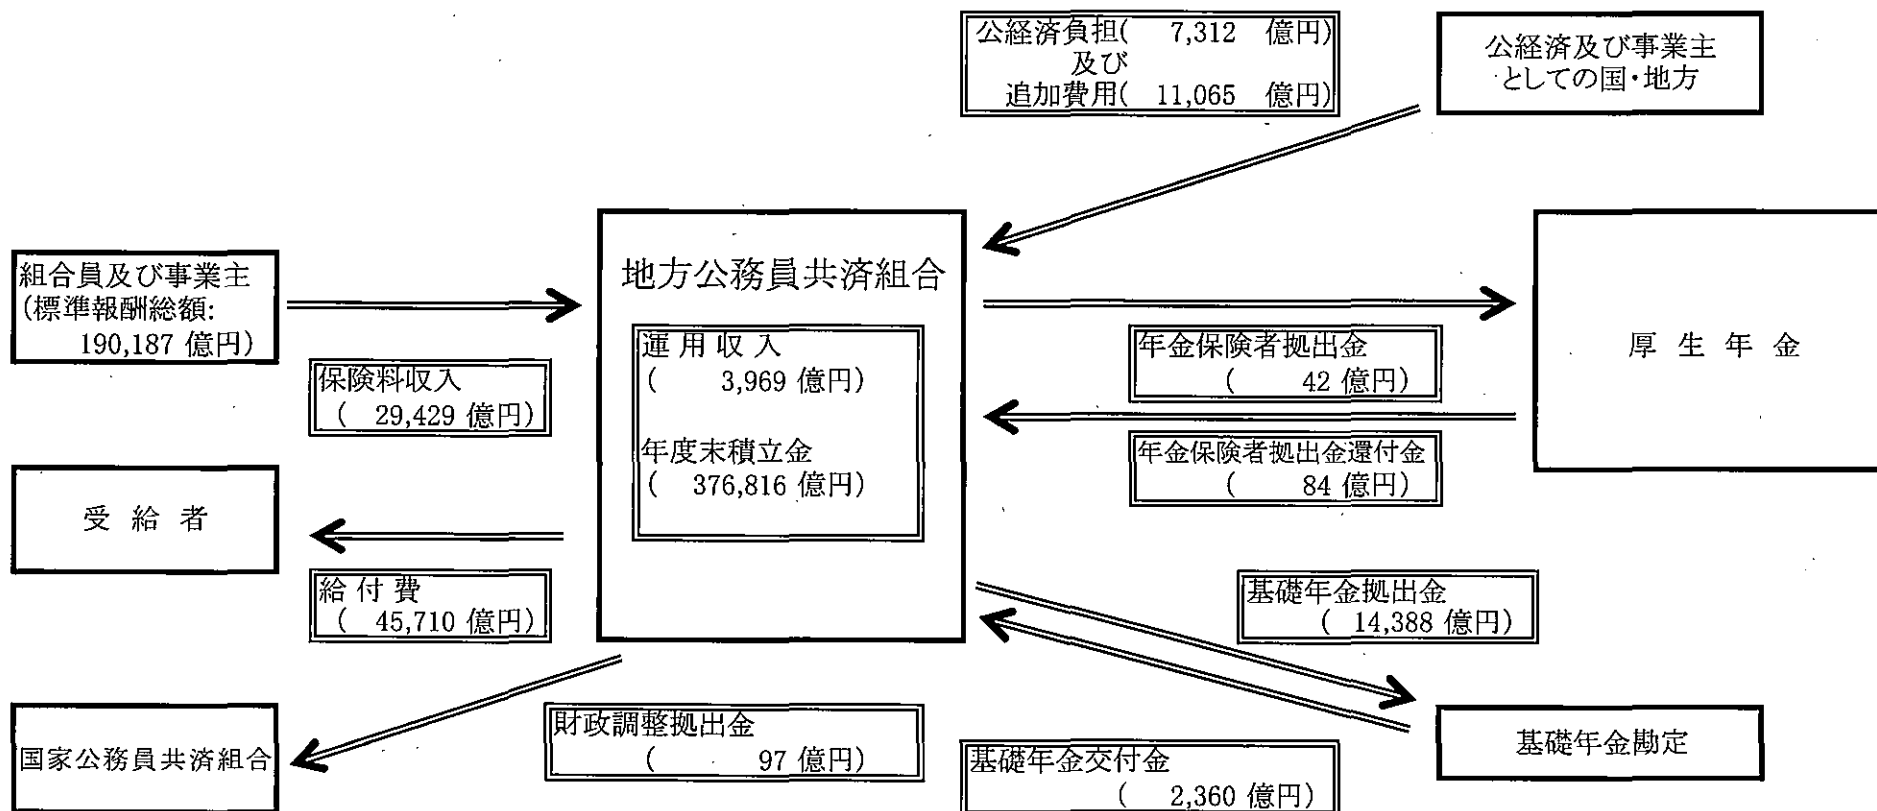 公経済負担( 7,312 億円)
及び
追加費用( 11,065 億円)
公経済及び事業主
としての国・地方
組合員及び事業主
(標準報酬総額:
190,187 億円)
保険料収入
( 29,429 億円)
地方公務員共済組合
運用収入
( 3,969 億円)
年度末積立金
( 376,816 億円)
年金保険者拠出金
( 42 億円)
年金保険者拠出金還付金
( 84 億円)
厚生年金
受給者
給付費
( 45,710 億円)
基礎年金拠出金
( 14,388 億円)
国家公務員共済組合
財政調整拠出金
( 97 億円)
基礎年金交付金
( 2,360 億円)
基礎年金勘定